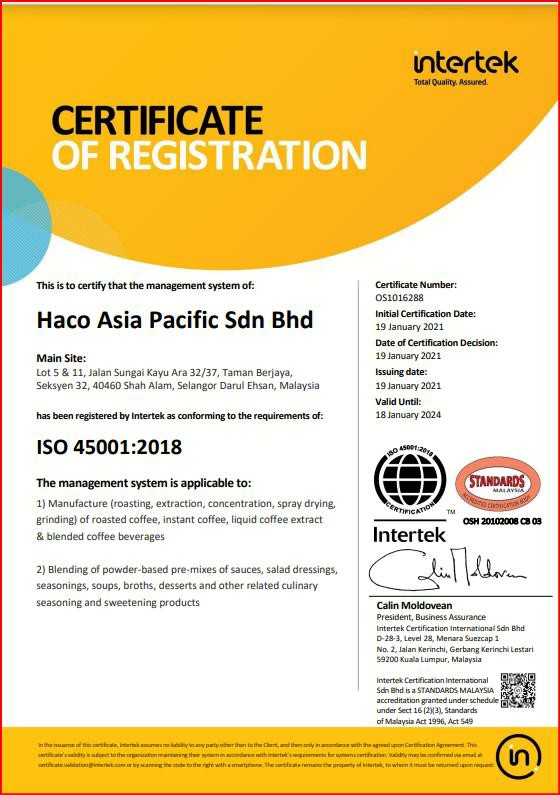 intertek
Total Quality. Assured.
CERTIFICATE
OF REGISTRATION
This is to certify that the management system of:
Haco Asia Pacific Sdn Bhd
Main Site:
Lot 5 & 11, Jalan Sungai Kayu Ara 32/37, Taman Berjaya,
Seksyen 32, 40460 Shah Alam, Selangor Darul Ehsan, Malaysia
has been registered by Intertek as conforming to the requirements of:
ISO 45001:2018
The management system is applicable to:
1) Manufacture (roasting, extraction, concentration, spray drying,
grinding) of roasted coffee, instant coffee, liquid coffee extract
& blended coffee beverages
2) Blending of powder-based pre-mixes of sauces, salad dressings,
seasonings, soups, broths, desserts and other related culinary
seasoning and sweetening products
Certificate Number:
OS1016288
Initial Certification Date:
19 January 2021
Date of Certification Decision:
19 January 2021
Issuing date:
19 January 2021
Valid Until:
18 January 2024
ISO 45001:2018
CERTIFICATION
TM
Intertek
STANDARDS
MALAYSIA
ACCREDITED CERTIFICATION BODY
OSH 20102008 CB 03
Calin Moldovean
Calin Moldovean
President, Business Assurance
Intertek Certification International Sdn Bhd
D-28-3, Level 28, Menara Suezcap 1
No. 2, Jalan Kerinchi, Gerbang Kerinchi Lestari
59200 Kuala Lumpur, Malaysia
Intertek Certification International
Sdn Bhd is a STANDARDS MALAYSIA
accreditation granted under schedule
under Sect 16 (2)(3), Standards
of Malaysia Act 1996, Act 549
In the issuance of this certificate, Intertek assumes no liability to any party other than to the Client, and then only in accordance with the agreed upon Certification Agreement. This
certificate's validity is subject to the organization maintaining their system in accordance with Intertek's requirements for systems certification. Validity may be confirmed via email at
certificate.validation@intertek.com or by scanning the code to the right with a smartphone. The certificate remains the property of Intertek, to whom it must be returned upon request.
in